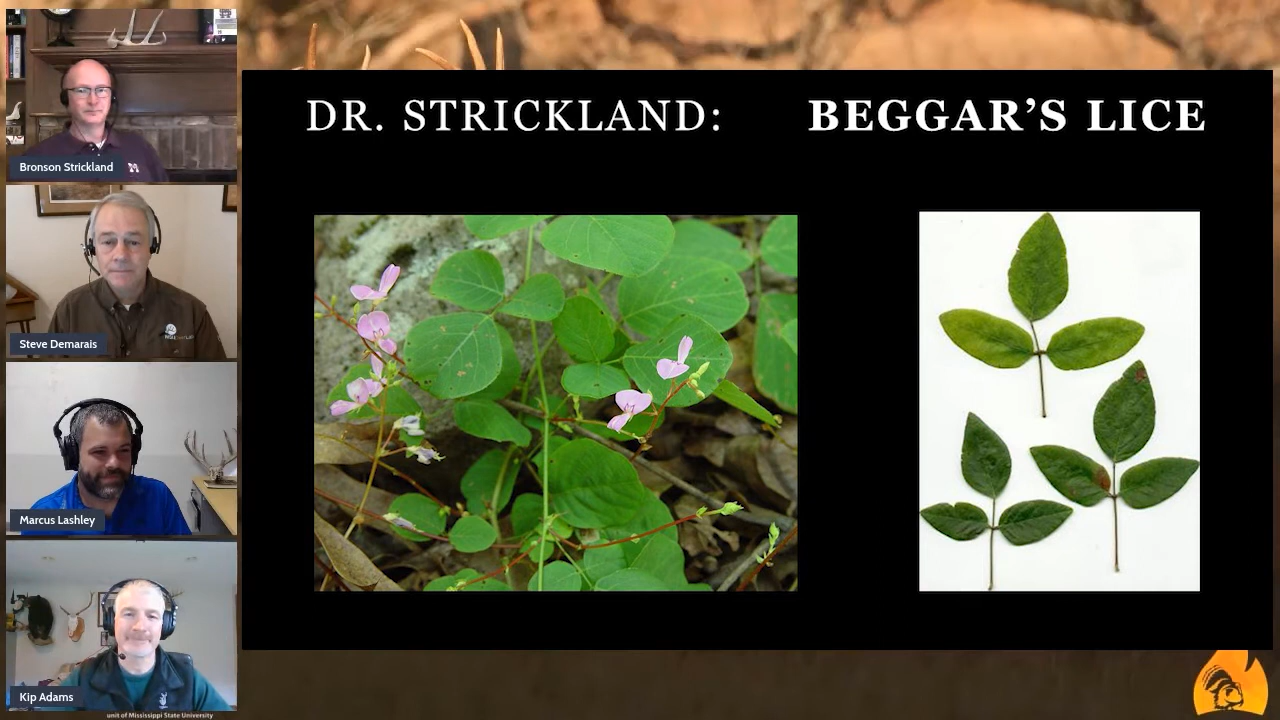 DR. STRICKLAND: BEGGAR’S LICE
Bronson Strickland
Steve Demarais
Marcus Lashley
Kip Adams
unit of Mississippi State University